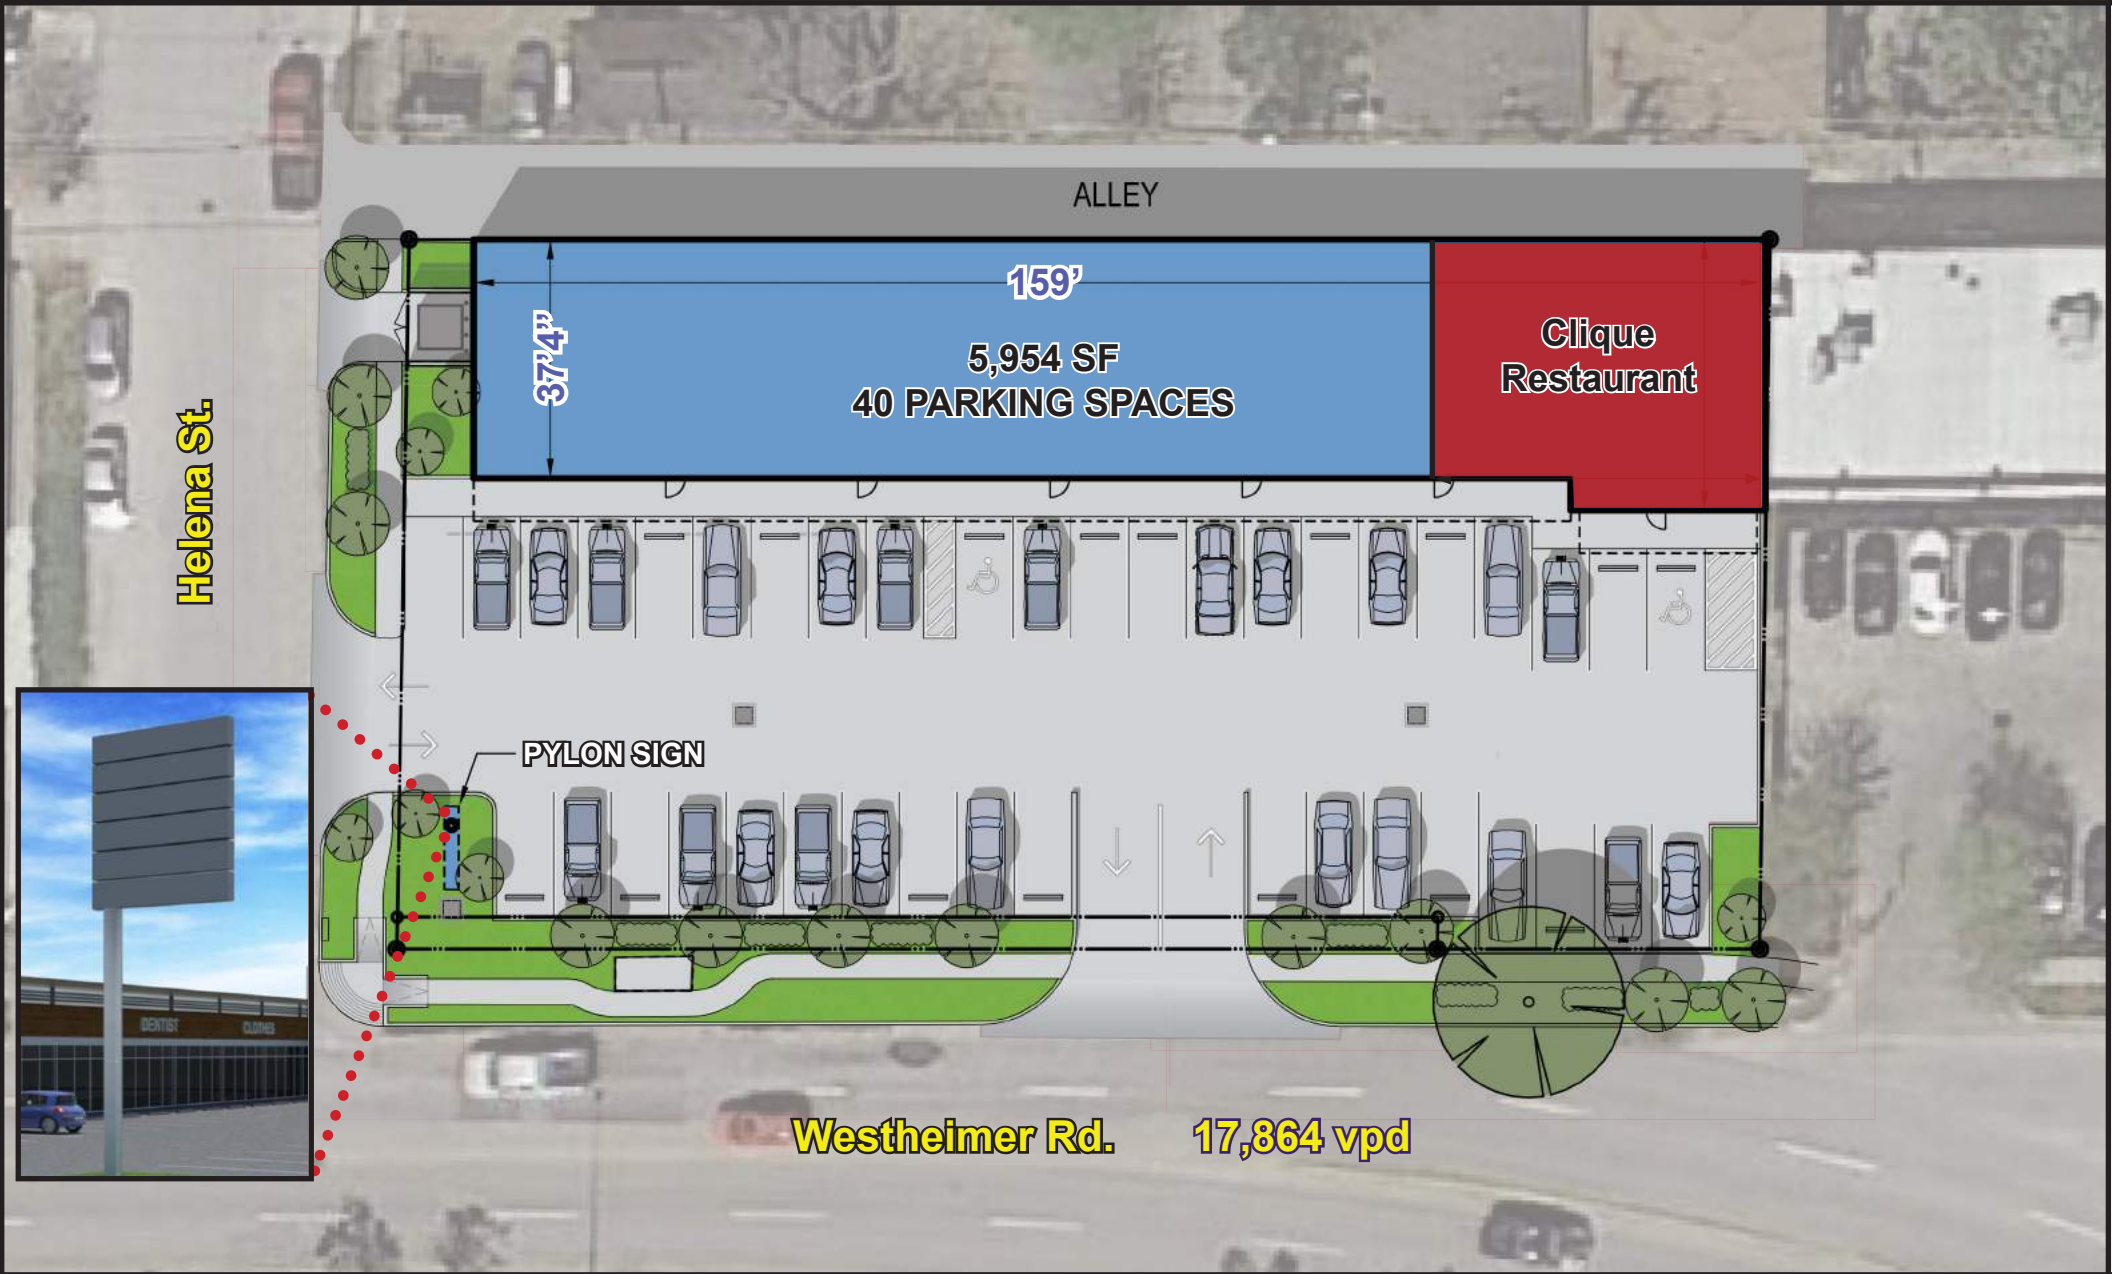 ALLEY
159’
37’4”
5,954 SF
40 PARKING SPACES
Clique
Restaurant
Helena St.
PYLON SIGN
DENTIST
CLOTHES
Westheimer Rd.
17,864 vpd